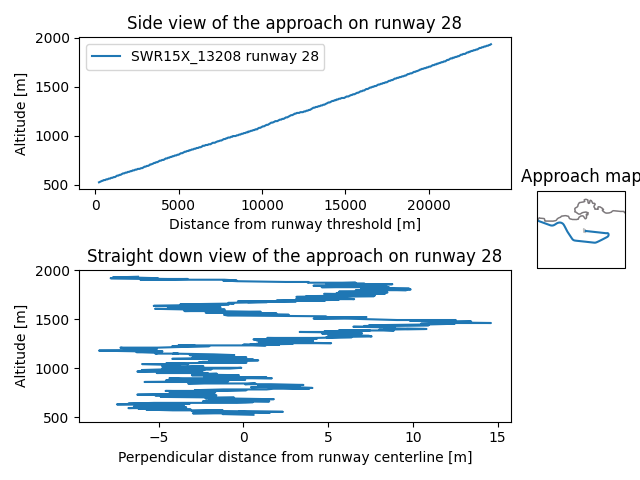 Side view of the approach on runway 28
2000
1500
1000
500
Altitude [m]
SWR15X_13208 runway 28
0 5000 10000 15000 20000
Distance from runway threshold [m]
Approach map
Straight down view of the approach on runway 28
2000
1500
1000
500
Altitude [m]
−5 0 5 10 15
Perpendicular distance from runway centerline [m]